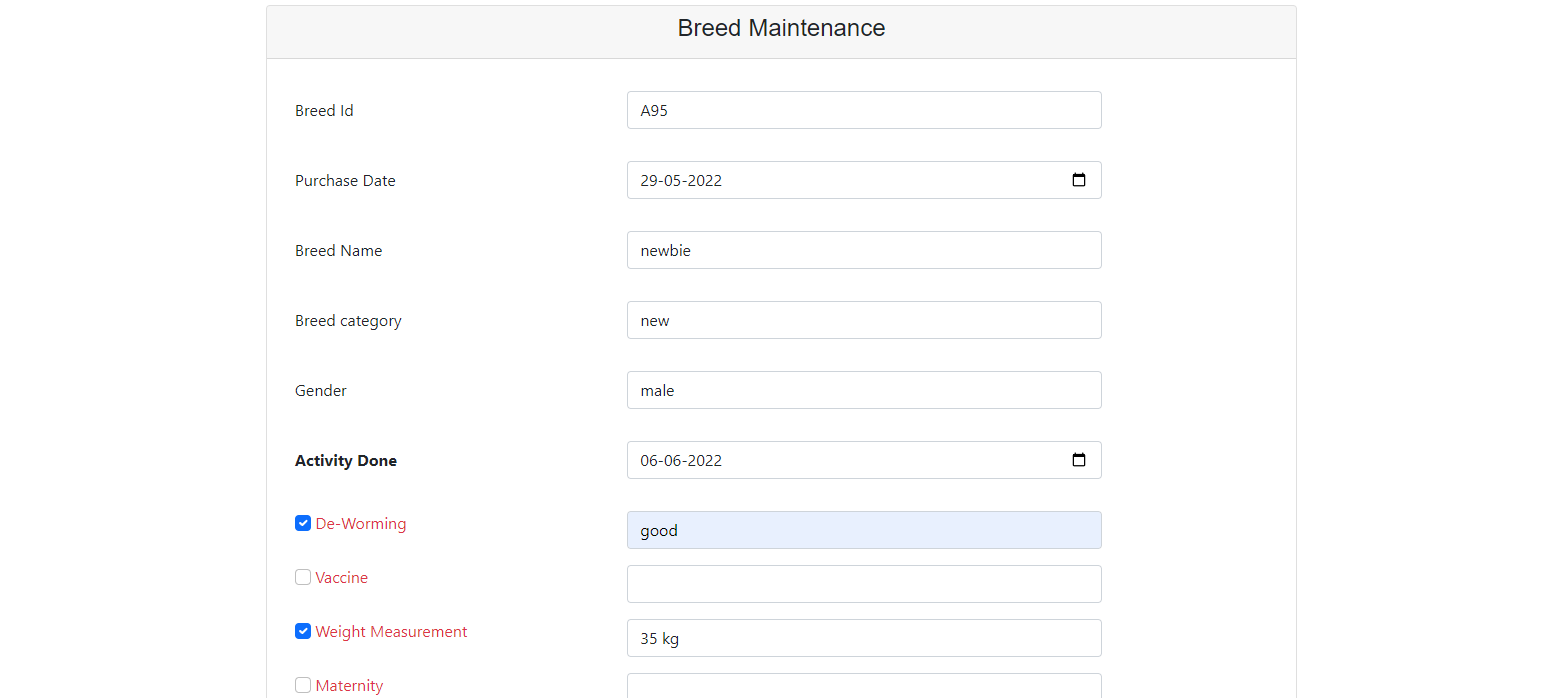 Breed Maintenance
Breed Id A95
Purchase Date 29-05-2022
Breed Name newbie
Breed category new
Gender male
Activity Done 06-06-2022
De-Worming good
Vaccine
Weight Measurement 35 kg
Maternity